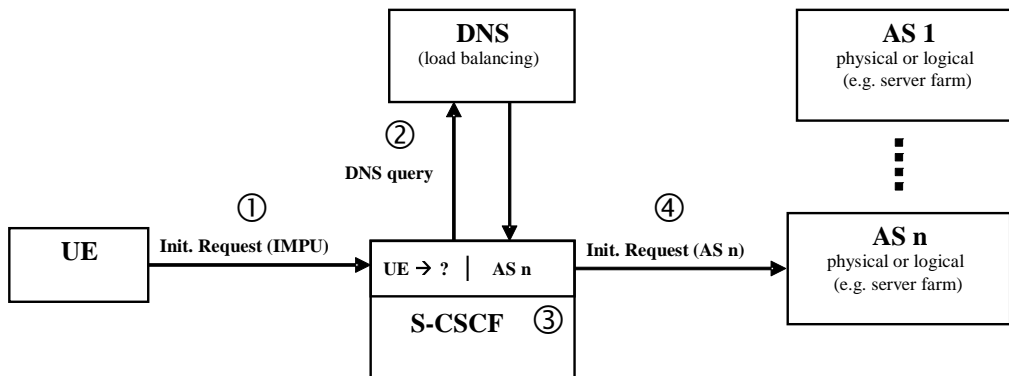 DNS
(load balancing)
AS 1
physical or logical
(e.g. server farm)
②
DNS query
①
Init. Request (IMPU)
④
Init. Request (AS n)
UE
UE → ? | AS n
S-CSCF
③
AS n
physical or logical
(e.g. server farm)